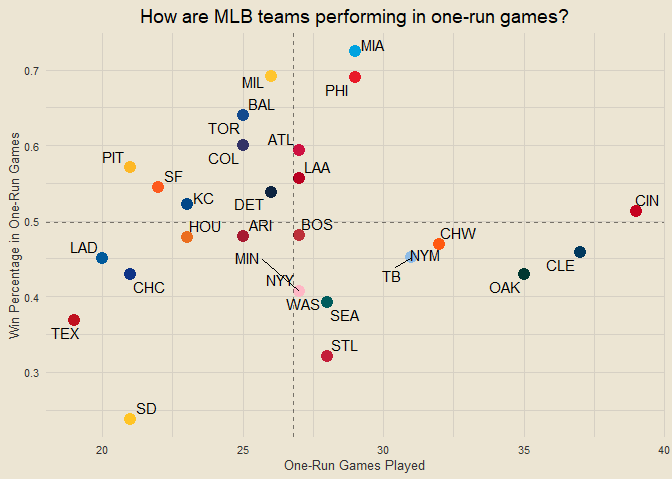 How are MLB teams performing in one-run games?
MIA
MIL
PHI
0.7
BAL
TOR
ATL
0.6
COL
PIT
LAA
SF
KC
DET
CIN
0.5
HOU
ARI
BOS
CHW
LAD
MIN
NYM
CLE
TB
CHC
NYY
OAK
0.4
WAS
SEA
TEX
STL
0.3
SD
20
25
30
35
40
One-Run Games Played
Win Percentage in One-Run Games